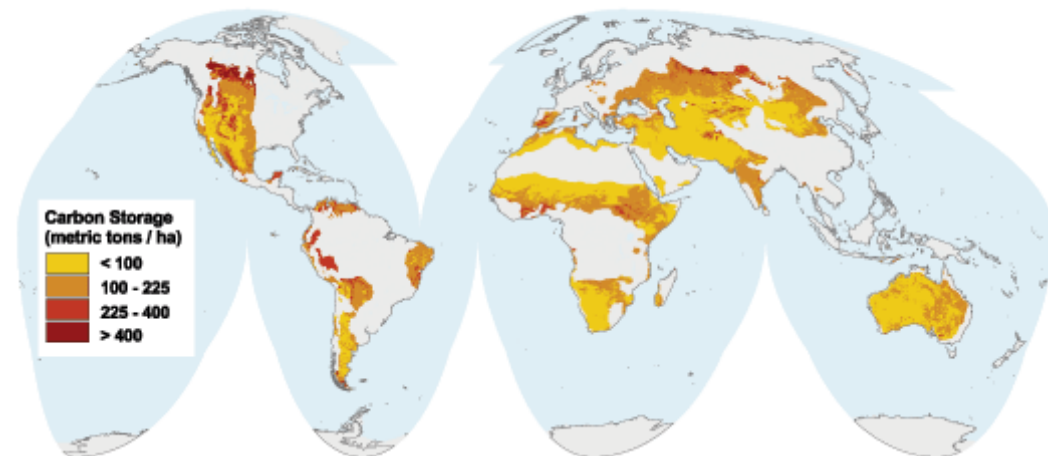 Carbon Storage
(metric tons / ha)
< 100
100 - 225
225 - 400
> 400